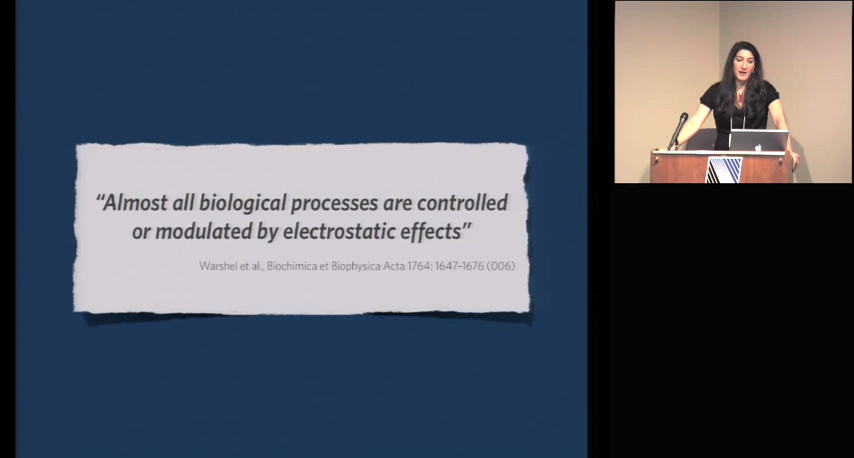 “Almost all biological processes are controlled
or modulated by electrostatic effects”
Warshel et al., Biochimica et Biophysica Acta 1764: 1647-1676 (006)